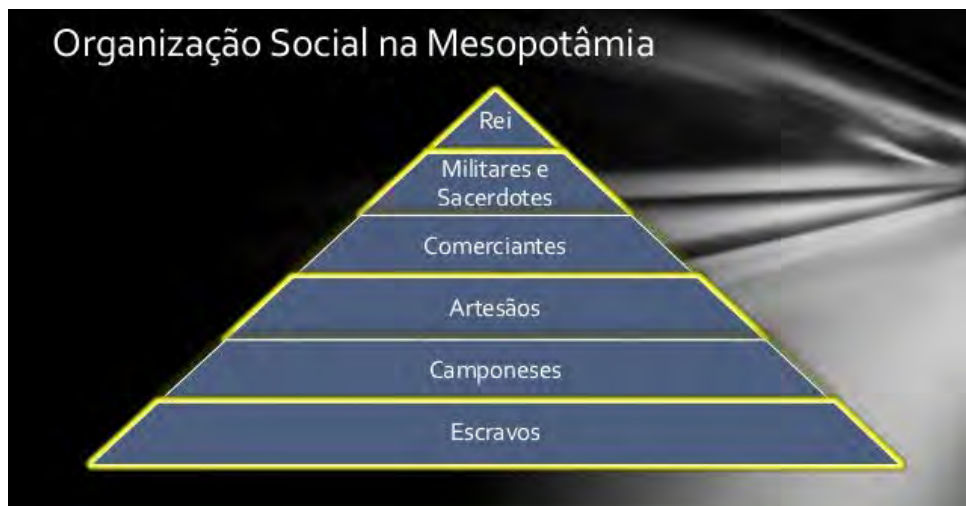 Organização Social na Mesopotâmia
Rei
Militares e
Sacerdotes
Comerciantes
Artesãos
Camponeses
Escravos